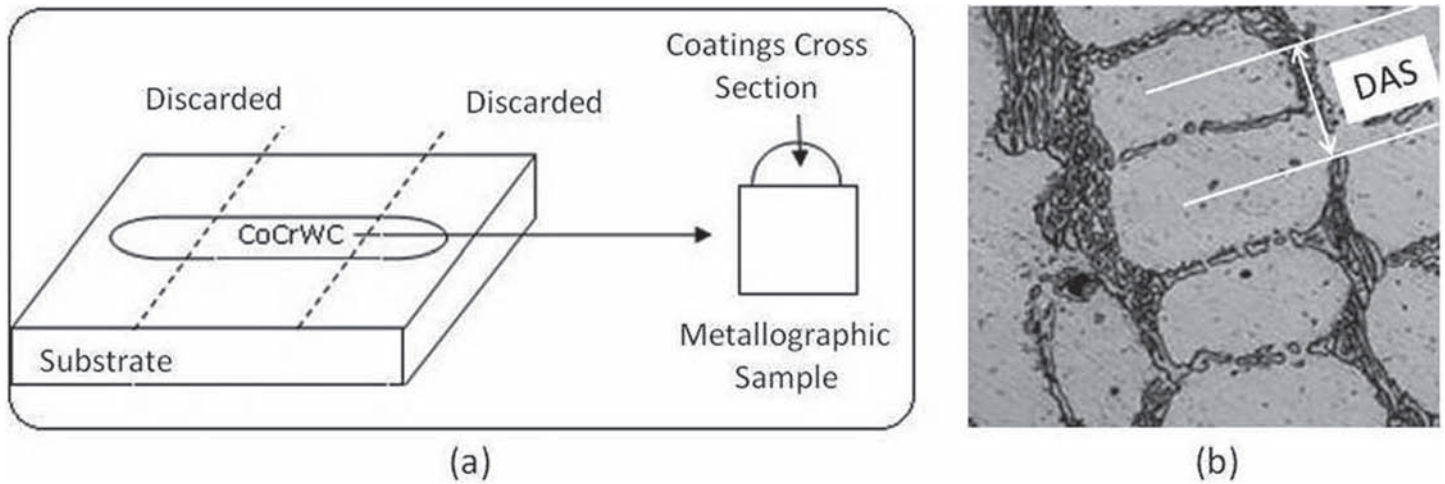 Discarded
Discarded
CoCrWC
Substrate
Coatings Cross
Section
Metallographic
Sample
(a)
DAS
(b)